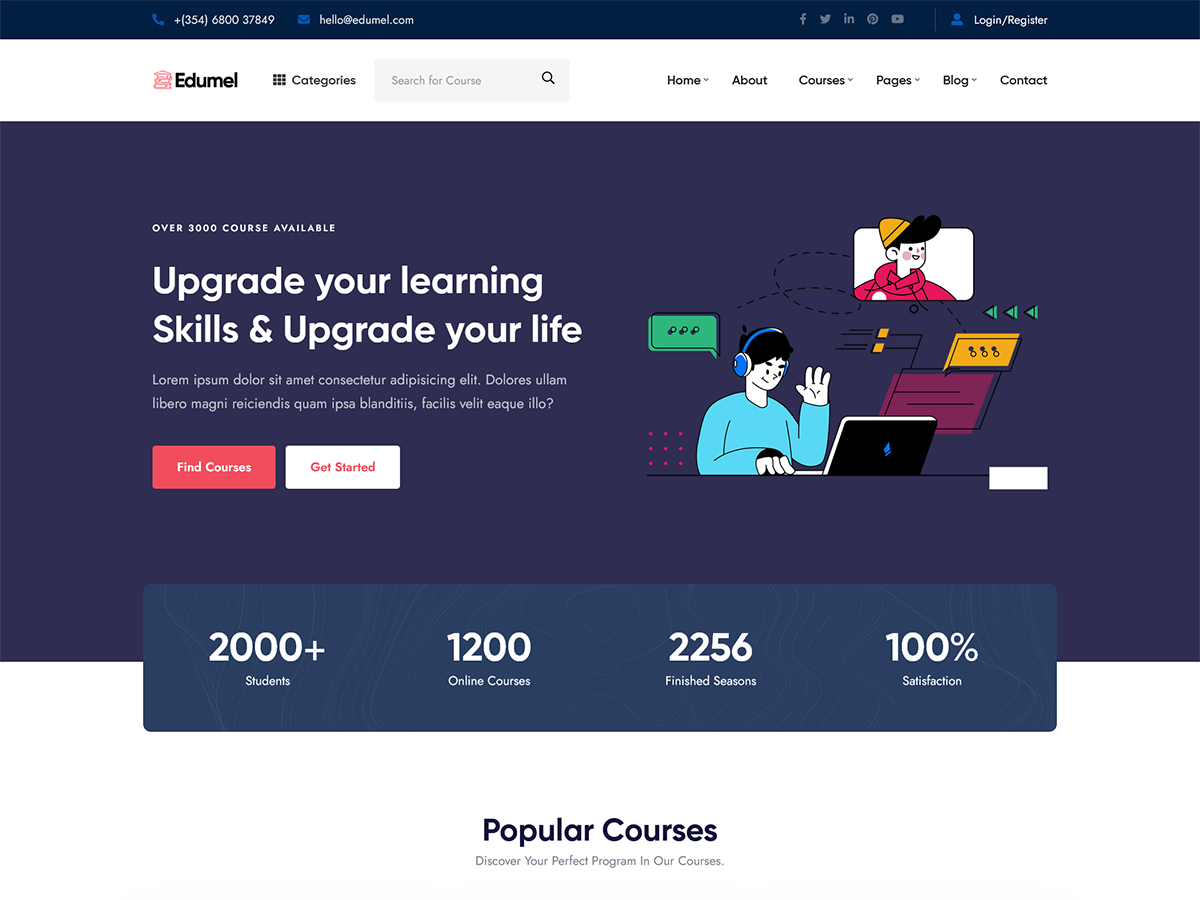 +(354) 6800 37849
hello@edumel.com
Login/Register
Edumel
Categories
Search for Course
Home
About
Courses
Pages
Blog
Contact
OVER 3000 COURSE AVAILABLE
Upgrade your learning
Skills & Upgrade your life
Lorem ipsum dolor sit amet consectetur adipisicing elit. Dolores ullam
libero magni reiciendis quam ipsa blanditiis, facilis velit eaque illo?
Find Courses
Get Started
2000+
Students
1200
Online Courses
2256
Finished Seasons
100%
Satisfaction
Popular Courses
Discover Your Perfect Program In Our Courses.